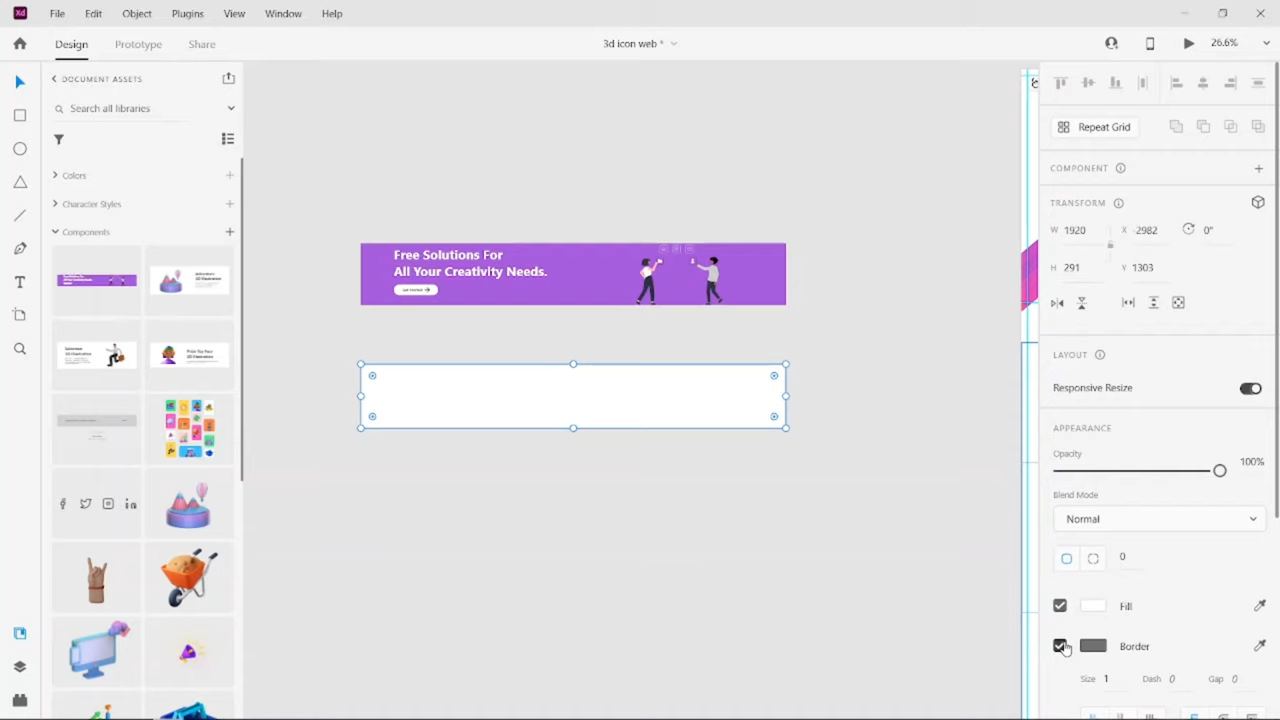 Xd File Edit Object Plugins View Window Help
Design Prototype Share 3d icon web * 26.6%
DOCUMENT ASSETS
Search all libraries
Colors
Character Styles
Components
Free Solutions For
All Your Creativity Needs.
Repeat Grid
COMPONENT
TRANSFORM
W 1920 X -2982 0°
H 291 Y 1303
LAYOUT
Responsive Resize
APPEARANCE
Opacity
100%
Blend Mode
Normal
0
Fill
Border
Size 1 Dash 0 Gap 0